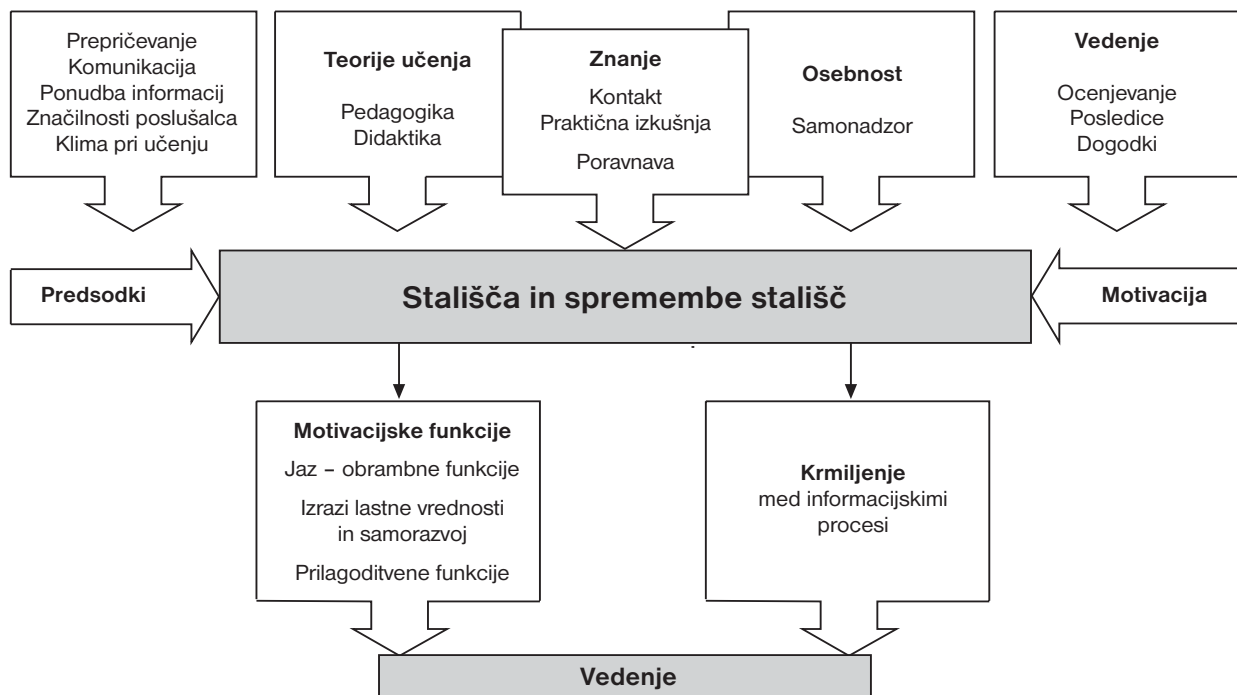 Prepričevanje
Komunikacija
Ponudba informacij
Značilnosti poslušalca
Klima pri učenju
Teorije učenja
Pedagogika
Didaktika
Znanje
Kontakt
Praktična izkušnja
Poravnava
Osebnost
Samonadzor
Vedenje
Ocenjevanje
Posledice
Dogodki
Predsodki
Stališča in spremembe stališč
Motivacija
Motivacijske funkcije
Jaz – obrambne funkcije
Izrazi lastne vrednosti
in samorazvoj
Prilagoditvene funkcije
Krmiljenje
med informacijskimi
procesi
Vedenje